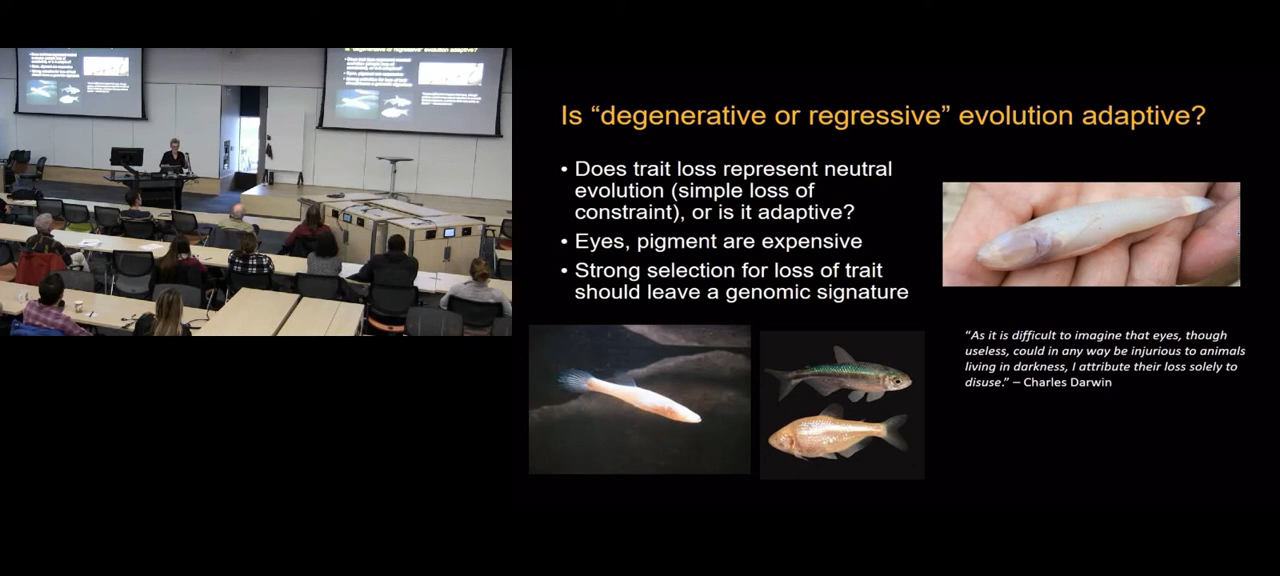 Is “degenerative or regressive” evolution adaptive?
• Does trait loss represent neutral
evolution (simple loss of
constraint), or is it adaptive?
• Eyes, pigment are expensive
• Strong selection for loss of trait
should leave a genomic signature
“As it is difficult to imagine that eyes, though
useless, could in any way be injurious to animals
living in darkness, I attribute their loss solely to
disuse.” – Charles Darwin